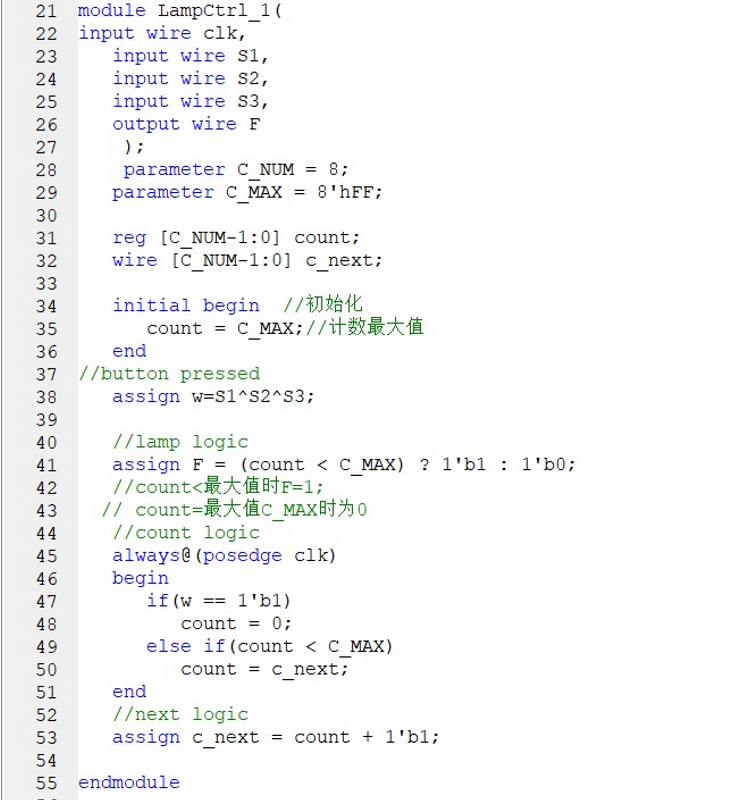 21 module LampCtrl_1(
22 input wire clk,
23 input wire S1,
24 input wire S2,
25 input wire S3,
26 output wire F
27 );
28 parameter C_NUM = 8;
29 parameter C_MAX = 8'hFF;
30
31 reg [C_NUM-1:0] count;
32 wire [C_NUM-1:0] c_next;
33
34 initial begin //初始化
35 count = C_MAX;//计数最大值
36 end
37 //button pressed
38 assign w=S1^S2^S3;
39
40 //lamp logic
41 assign F = (count < C_MAX) ? 1'b1 : 1'b0;
42 //count<最大值时F=1;
43 // count=最大值C_MAX时为0
44 //count logic
45 always@(posedge clk)
46 begin
47 if(w == 1'b1)
48 count = 0;
49 else if(count < C_MAX)
50 count = c_next;
51 end
52 //next logic
53 assign c_next = count + 1'b1;
54
55 endmodule